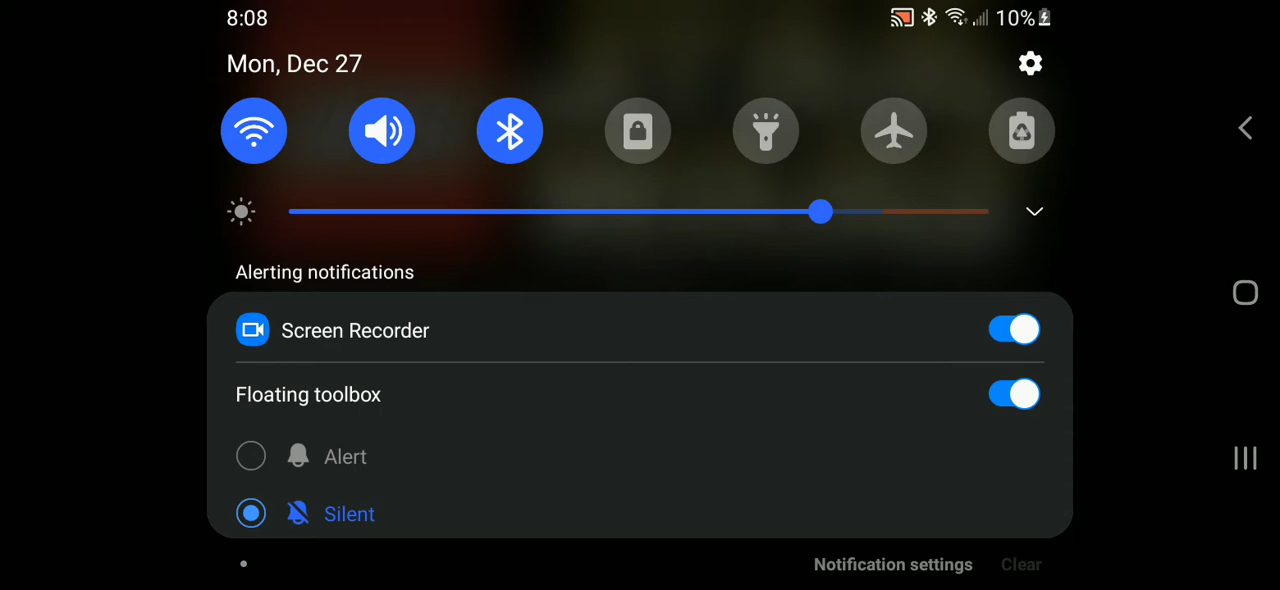 8:08
10%
Mon, Dec 27
Alerting notifications
Screen Recorder
Floating toolbox
Alert
Silent
Notification settings
Clear